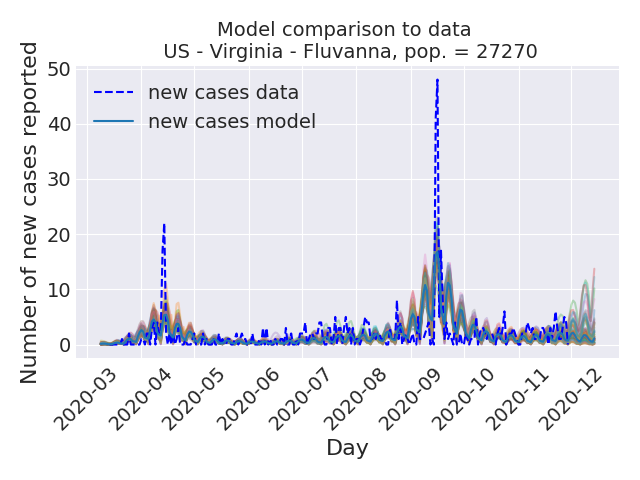 Model comparison to data
US - Virginia - Fluvanna, pop. = 27270
Number of new cases reported
50
40
30
20
10
0
new cases data
new cases model
2020-03
2020-04
2020-05
2020-06
2020-07
2020-08
2020-09
2020-10
2020-11
2020-12
Day